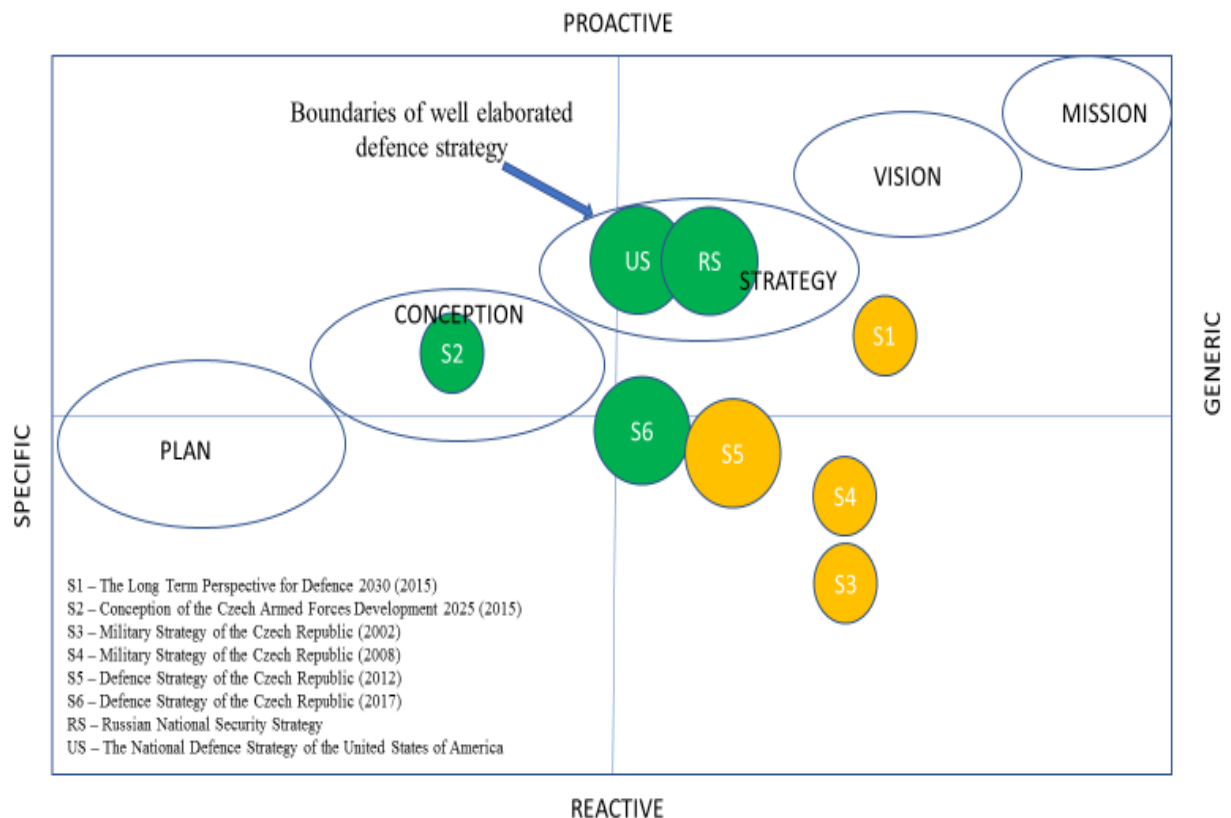 PROACTIVE
MISSION
Boundaries of well elaborated
defence strategy
VISION
US
RS
STRATEGY
CONCEPTION
S1
S2
GENERIC
S6
PLAN
S5
SPECIFIC
S4
S3
S1 – The Long Term Perspective for Defence 2030 (2015)
S2 – Conception of the Czech Armed Forces Development 2025 (2015)
S3 – Military Strategy of the Czech Republic (2002)
S4 – Military Strategy of the Czech Republic (2008)
S5 – Defence Strategy of the Czech Republic (2012)
S6 – Defence Strategy of the Czech Republic (2017)
RS – Russian National Security Strategy
US – The National Defence Strategy of the United States of America
REACTIVE